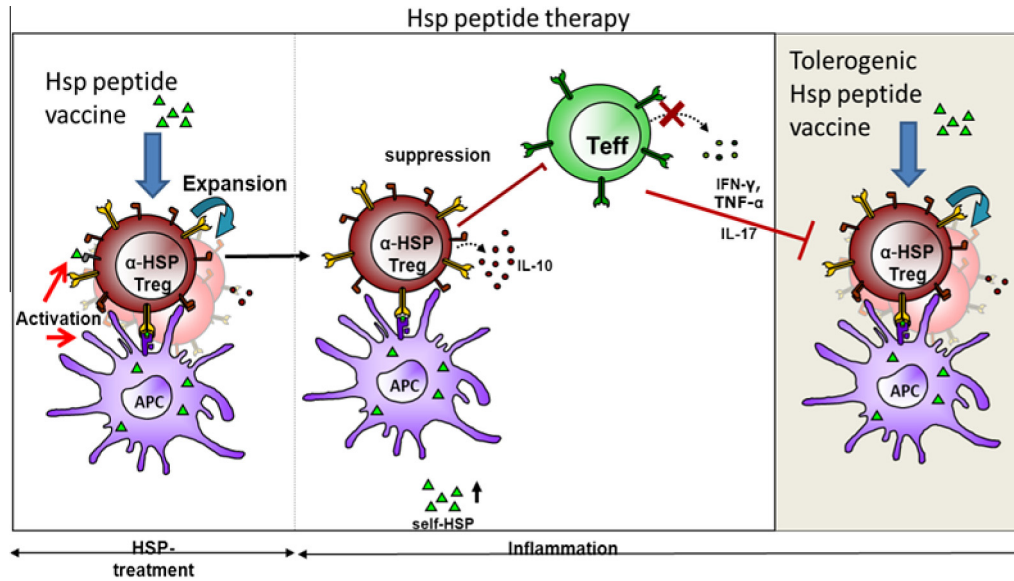 Hsp peptide therapy
Hsp peptide
vaccine
Expansion
α-HSP
Treg
Activation
APC
suppression
α-HSP
Treg
IL-10
APC
self-HSP
Teff
IFN-γ,
TNF-α
IL-17
Tolerogenic
Hsp peptide
vaccine
α-HSP
Treg
APC
HSP-
treatment
Inflammation